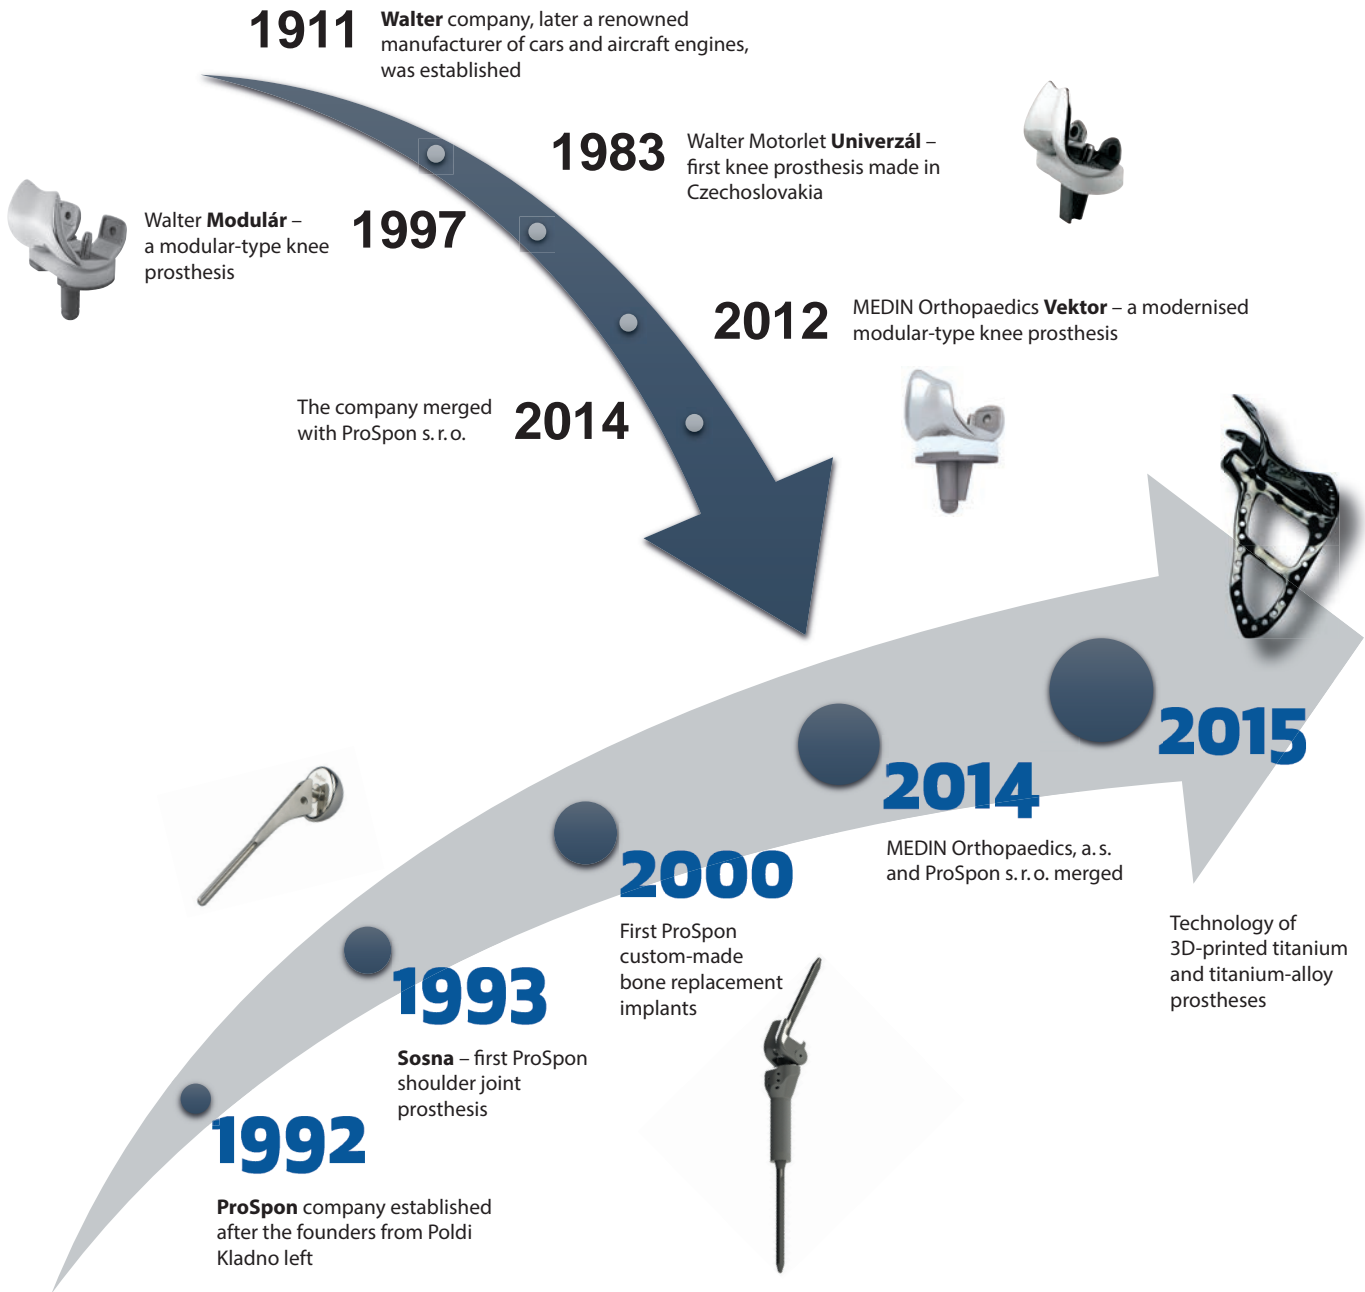 1911
Walter company, later a renowned
manufacturer of cars and aircraft engines,
was established
1983
Walter Motorlet Univerzál –
first knee prosthesis made in
Czechoslovakia
Walter Modulár –
a modular-type knee
prosthesis
1997
2012
MEDIN Orthopaedics Vektor – a modernised
modular-type knee prosthesis
The company merged
with ProSpon s. r. o.
2014
2015
Technology of
3D-printed titanium
and titanium-alloy
prostheses
2014
MEDIN Orthopaedics, a. s.
and ProSpon s. r. o. merged
2000
First ProSpon
custom-made
bone replacement
implants
1993
Sosna – first ProSpon
shoulder joint
prosthesis
1992
ProSpon company established
after the founders from Poldi
Kladno left